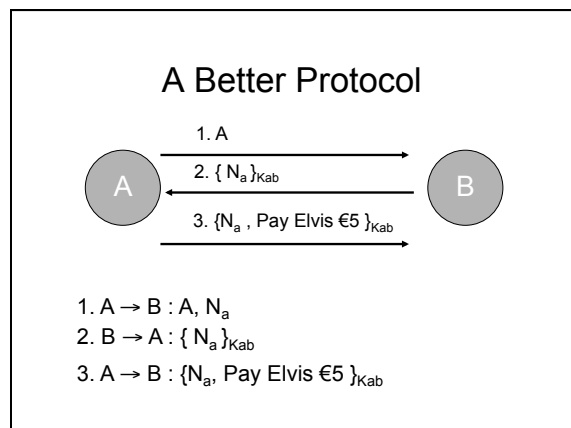 A Better Protocol
1. A
A
2. { Nₐ }Kab
B
3. {Nₐ , Pay Elvis €5 }Kab
1. A → B : A, Nₐ
2. B → A : { Nₐ }Kab
3. A → B : {Nₐ, Pay Elvis €5 }Kab